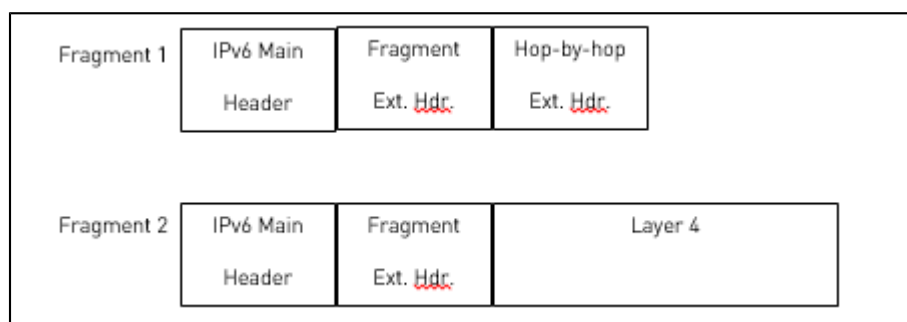 Fragment 1
IPv6 Main
Header
Fragment
Ext. Hdr.
Hop-by-hop
Ext. Hdr.
Fragment 2
IPv6 Main
Header
Fragment
Ext. Hdr.
Layer 4